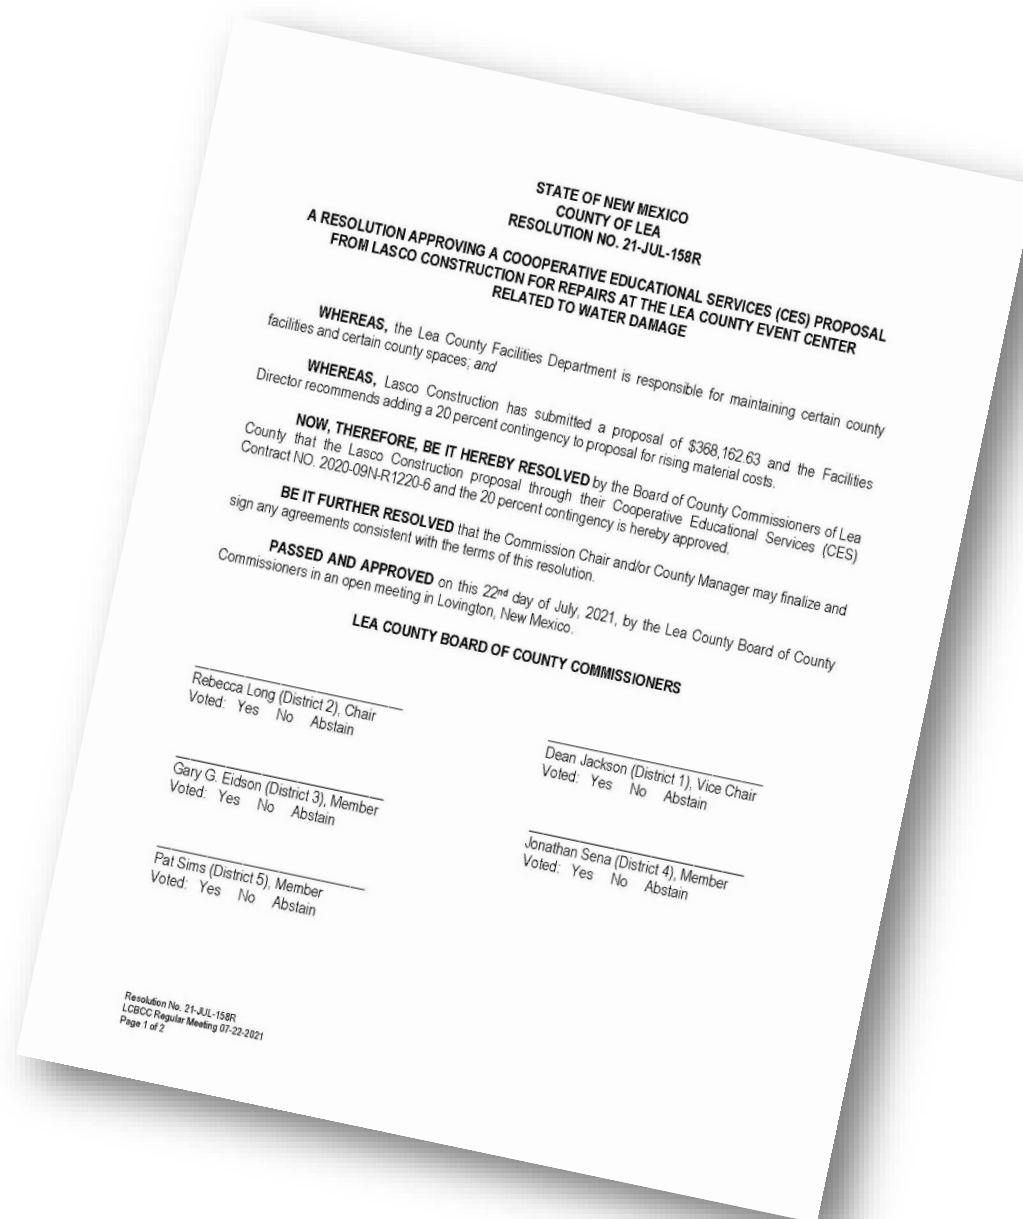 STATE OF NEW MEXICO
COUNTY OF LEA
RESOLUTION NO. 21-JUL-158R
A RESOLUTION APPROVING A COOOPERATIVE EDUCATIONAL SERVICES (CES) PROPOSAL
FROM LASCO CONSTRUCTION FOR REPAIRS AT THE LEA COUNTY EVENT CENTER
RELATED TO WATER DAMAGE
WHEREAS, the Lea County Facilities Department is responsible for maintaining certain county
facilities and certain county spaces; and
WHEREAS, Lasco Construction has submitted a proposal of $368,162.63 and the Facilities
Director recommends adding a 20 percent contingency to proposal for rising material costs.
NOW, THEREFORE, BE IT HEREBY RESOLVED by the Board of County Commissioners of Lea
County that the Lasco Construction proposal through their Cooperative Educational Services (CES)
Contract NO. 2020-09N-R1220-6 and the 20 percent contingency is hereby approved.
BE IT FURTHER RESOLVED that the Commission Chair and/or County Manager may finalize and
sign any agreements consistent with the terms of this resolution.
PASSED AND APPROVED on this 22nd day of July, 2021, by the Lea County Board of County
Commissioners in an open meeting in Lovington, New Mexico.
LEA COUNTY BOARD OF COUNTY COMMISSIONERS
Rebecca Long (District 2), Chair
Voted: Yes No Abstain
Dean Jackson (District 1), Vice Chair
Voted: Yes No Abstain
Gary G. Eidson (District 3), Member
Voted: Yes No Abstain
Jonathan Sena (District 4), Member
Voted: Yes No Abstain
Pat Sims (District 5), Member
Voted: Yes No Abstain
Resolution No. 21-JUL-158R
LCBCC Regular Meeting 07-22-2021
Page 1 of 2